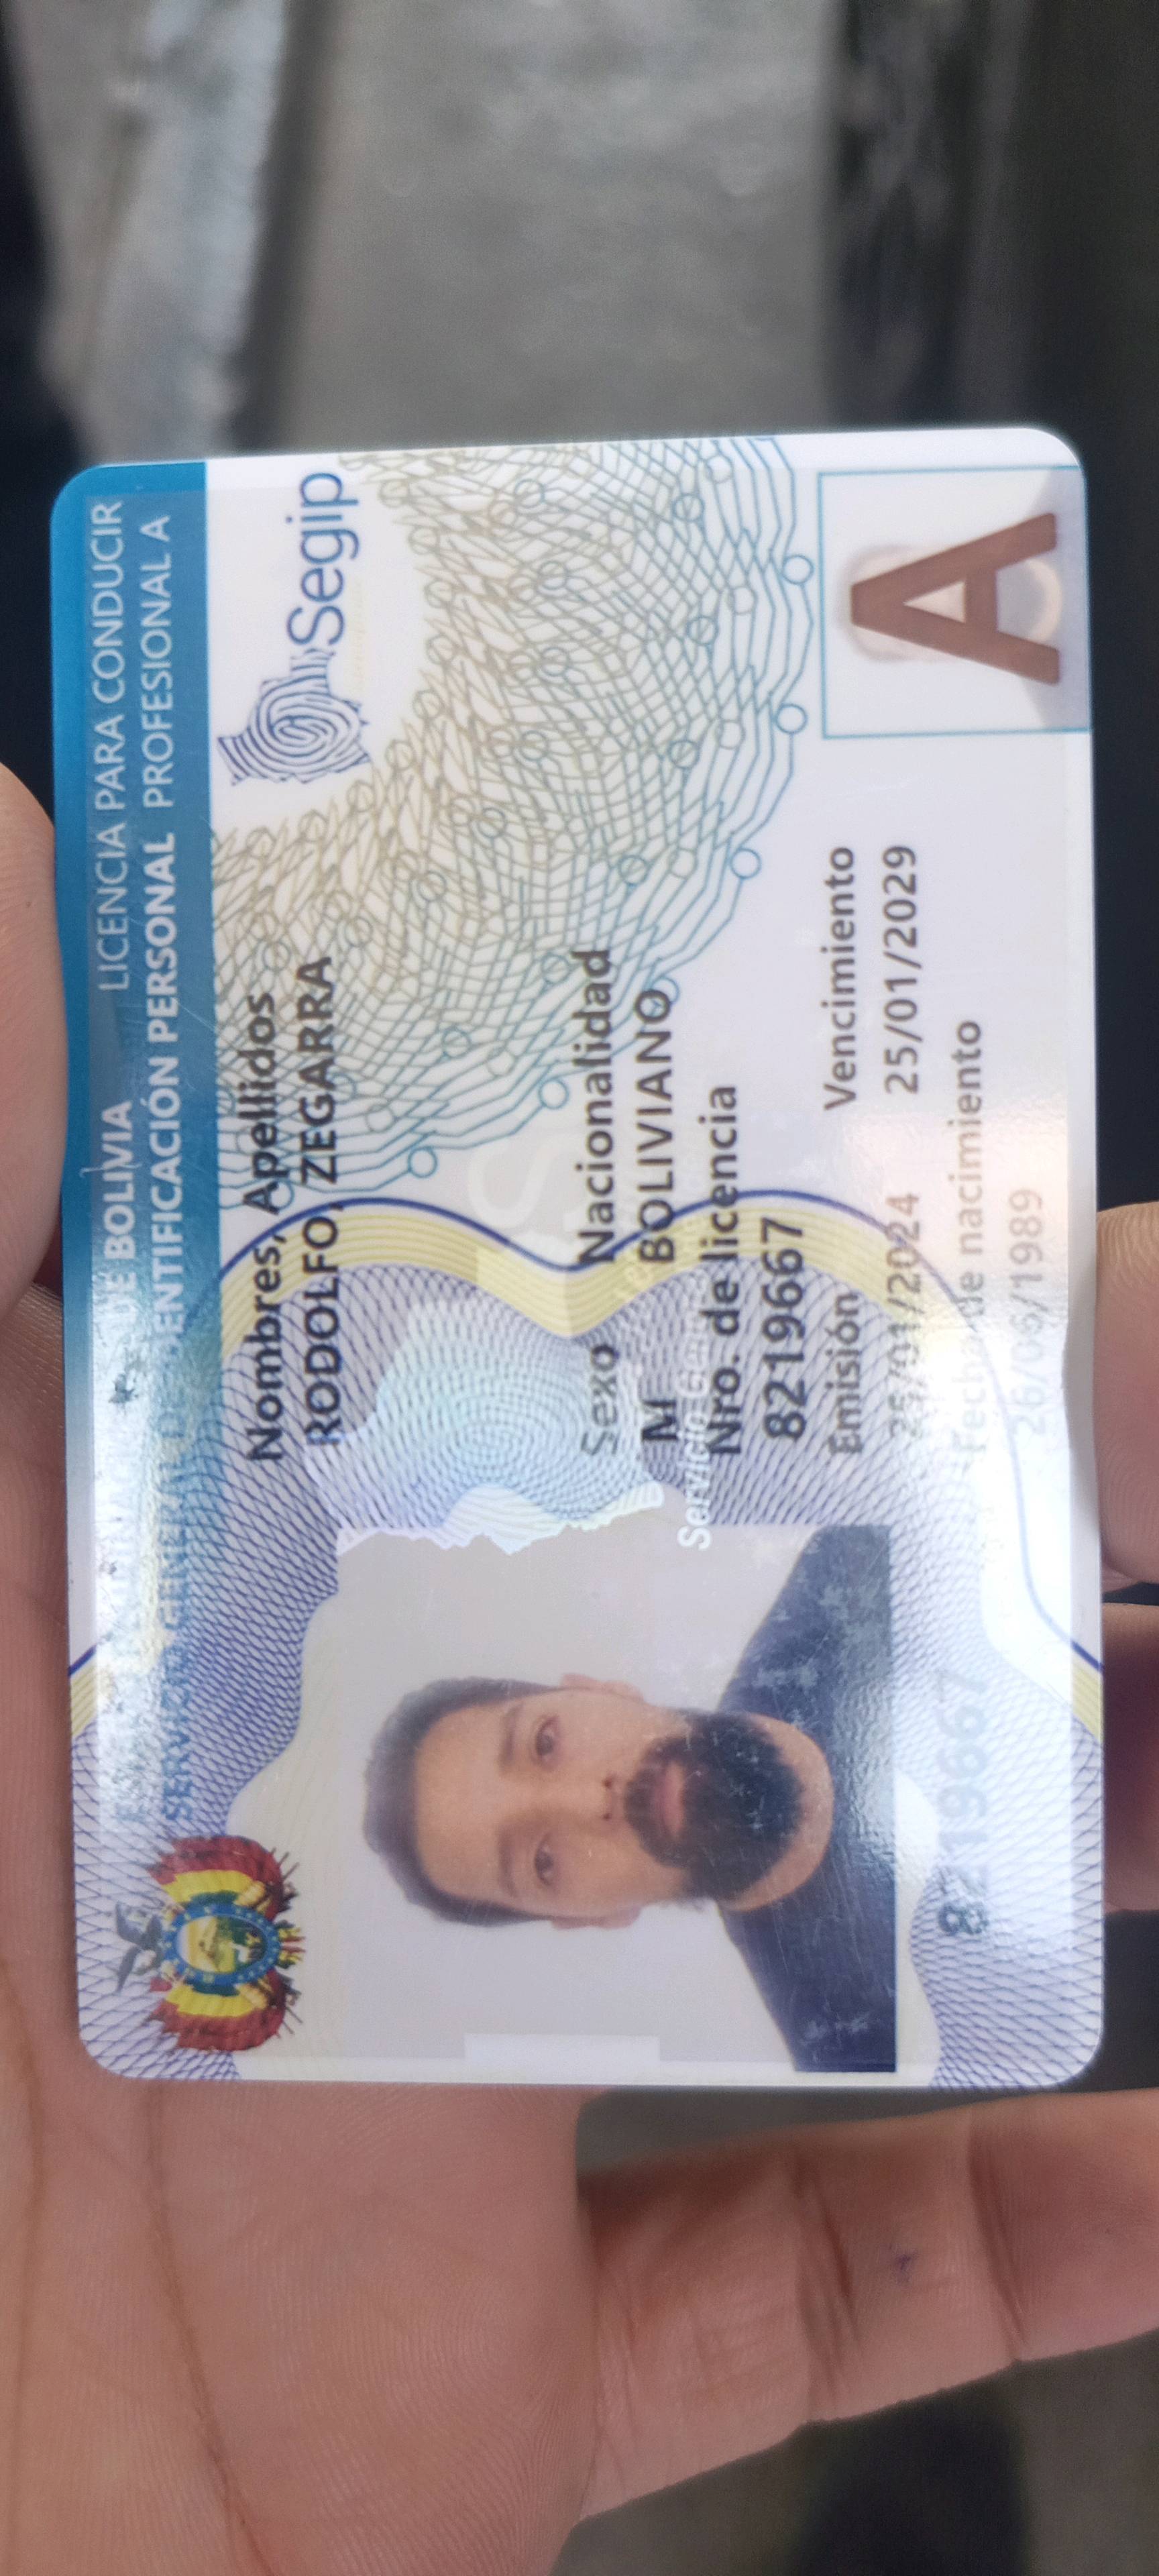 DE BOLIVIA LICENCIA PARA CONDUCIR
SERVICIO GENERAL DE IDENTIFICACIÓN PERSONAL PROFESIONAL A
Segip
Nombres, Apellidos
RODOLFO, ZEGARRA
Sexo Nacionalidad
M BOLIVIANO
Servicio General
Nro. de licencia
8219667
Emisión Vencimiento
25/01/2024 25/01/2029
Fecha de nacimiento
26/06/1989
8219667
A